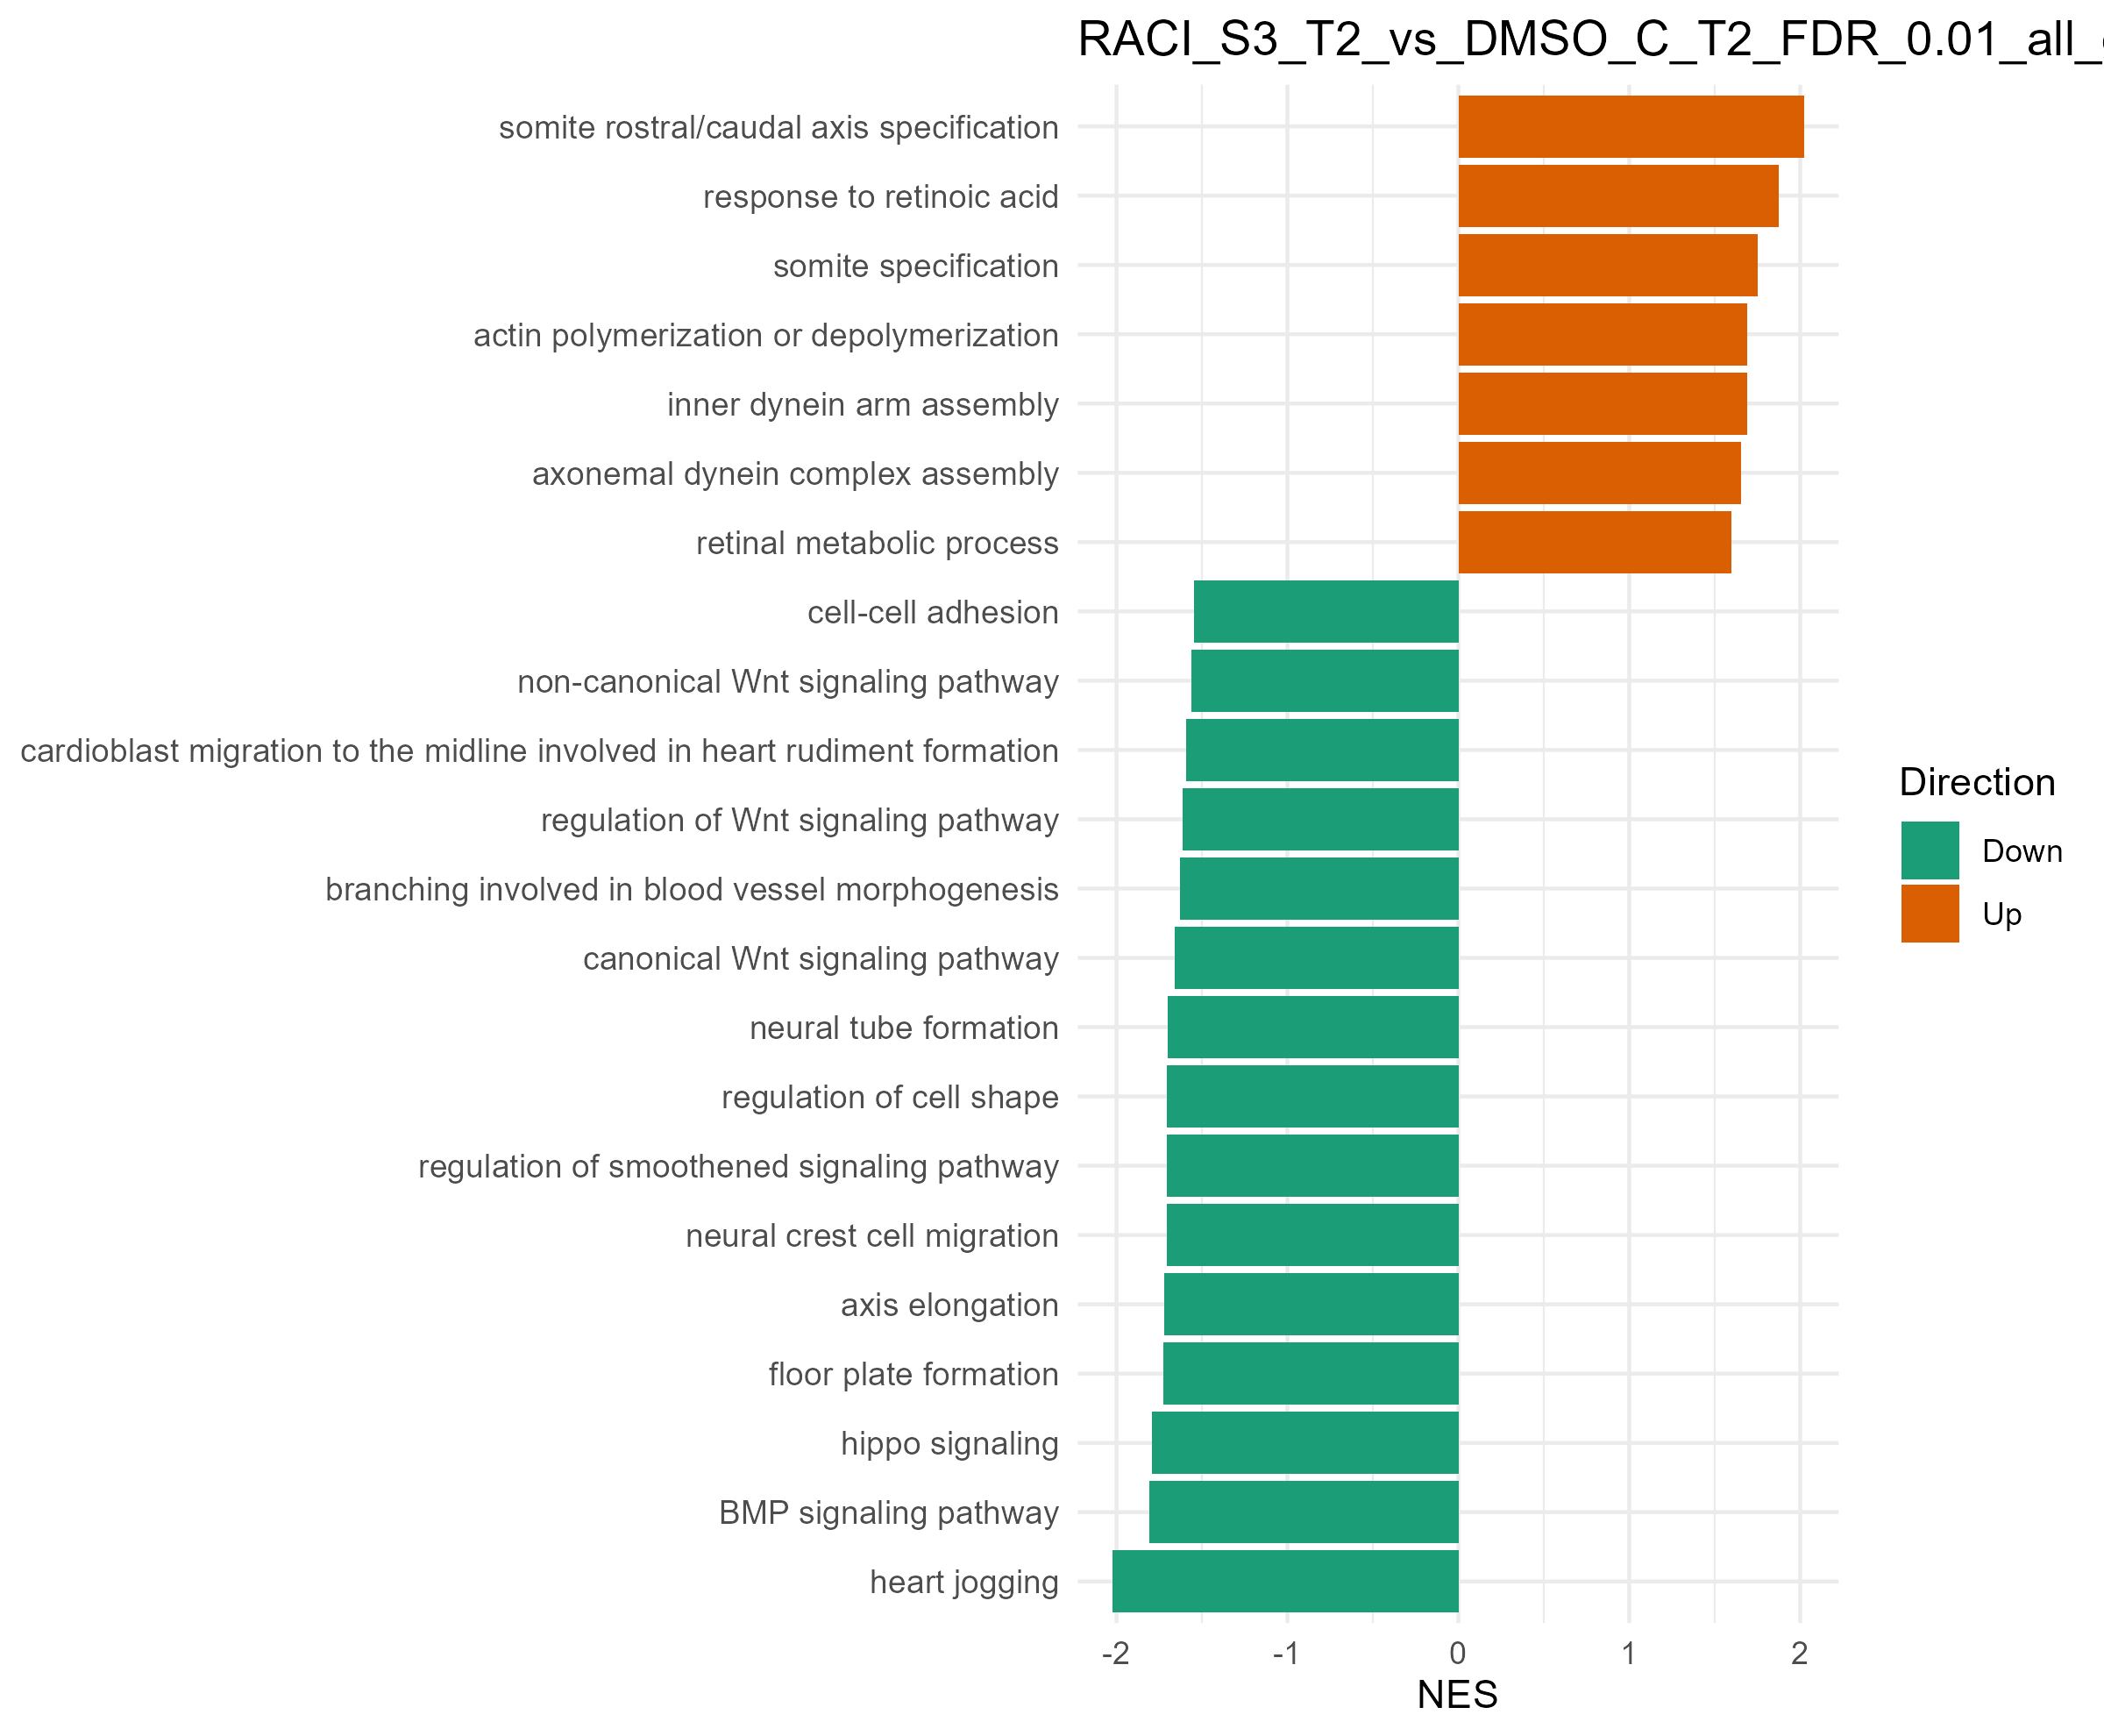 RACI_S3_T2_vs_DMSO_C_T2_FDR_0.01_all_
somite rostral/caudal axis specification
response to retinoic acid
somite specification
actin polymerization or depolymerization
inner dynein arm assembly
axonemal dynein complex assembly
retinal metabolic process
cell-cell adhesion
non-canonical Wnt signaling pathway
cardioblast migration to the midline involved in heart rudiment formation
regulation of Wnt signaling pathway
branching involved in blood vessel morphogenesis
canonical Wnt signaling pathway
neural tube formation
regulation of cell shape
regulation of smoothened signaling pathway
neural crest cell migration
axis elongation
floor plate formation
hippo signaling
BMP signaling pathway
heart jogging
-2 -1 0 1 2
NES
Direction
Down
Up